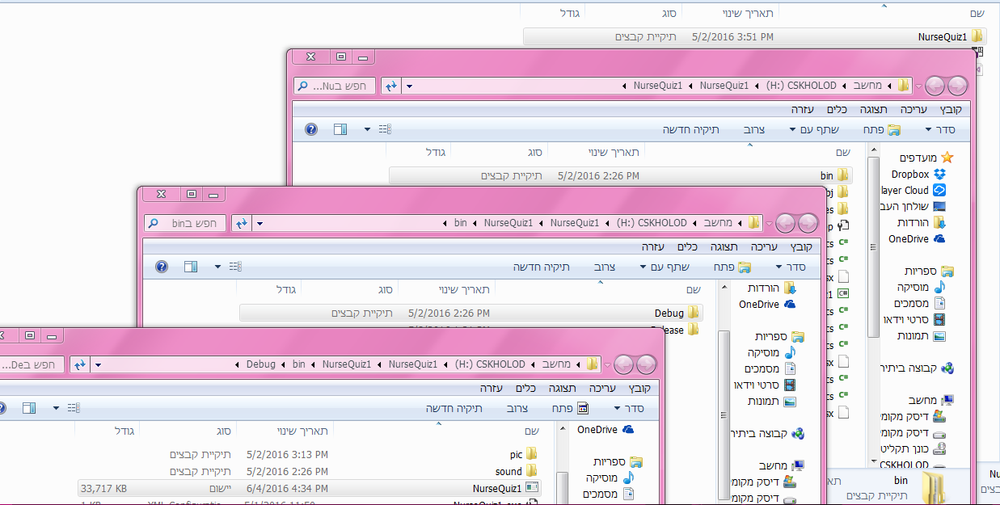 שם תאריך שינוי סוג גודל
NurseQuiz1 5/2/2016 3:51 PM תיקיית קבצים
מחשב CSKHOLOD (H:) NurseQuiz1 NurseQuiz1
חפש בNu...
קובץ עריכה תצוגה כלים עזרה
סדר פתח שתף עם צרוב תיקיה חדשה
שם תאריך שינוי סוג גודל
bin 5/2/2016 2:26 PM תיקיית קבצים
מועדפים
Dropbox
layer Cloud
שולחן העב
הורדות
OneDrive
ספריות
מוסיקה
מסמכים
סרטי וידאו
תמונות
קבוצה ביתיו
מחשב
דיסק מקומי
דיסק מקומי
כונן תקליט
CSKHOLOD
bin
תיקיית קבצים
מחשב CSKHOLOD (H:) NurseQuiz1 NurseQuiz1 bin
חפש בbin
קובץ עריכה תצוגה כלים עזרה
סדר פתח שתף עם צרוב תיקיה חדשה
שם תאריך שינוי סוג גודל
Debug 5/2/2016 2:26 PM תיקיית קבצים
הורדות
OneDrive
ספריות
מוסיקה
מסמכים
סרטי וידאו
תמונות
קבוצה ביתיו
מחשב
דיסק מקומי
דיסק מקומי
מחשב CSKHOLOD (H:) NurseQuiz1 NurseQuiz1 bin Debug
חפש בDe...
קובץ עריכה תצוגה כלים עזרה
סדר פתח צרוב תיקיה חדשה
שם תאריך שינוי סוג גודל
pic 5/2/2016 3:13 PM תיקיית קבצים
sound 5/2/2016 2:26 PM תיקיית קבצים
NurseQuiz1 6/4/2016 4:34 PM יישום 33,717 KB
OneDrive
ספריות
מוסיקה
מסמכים